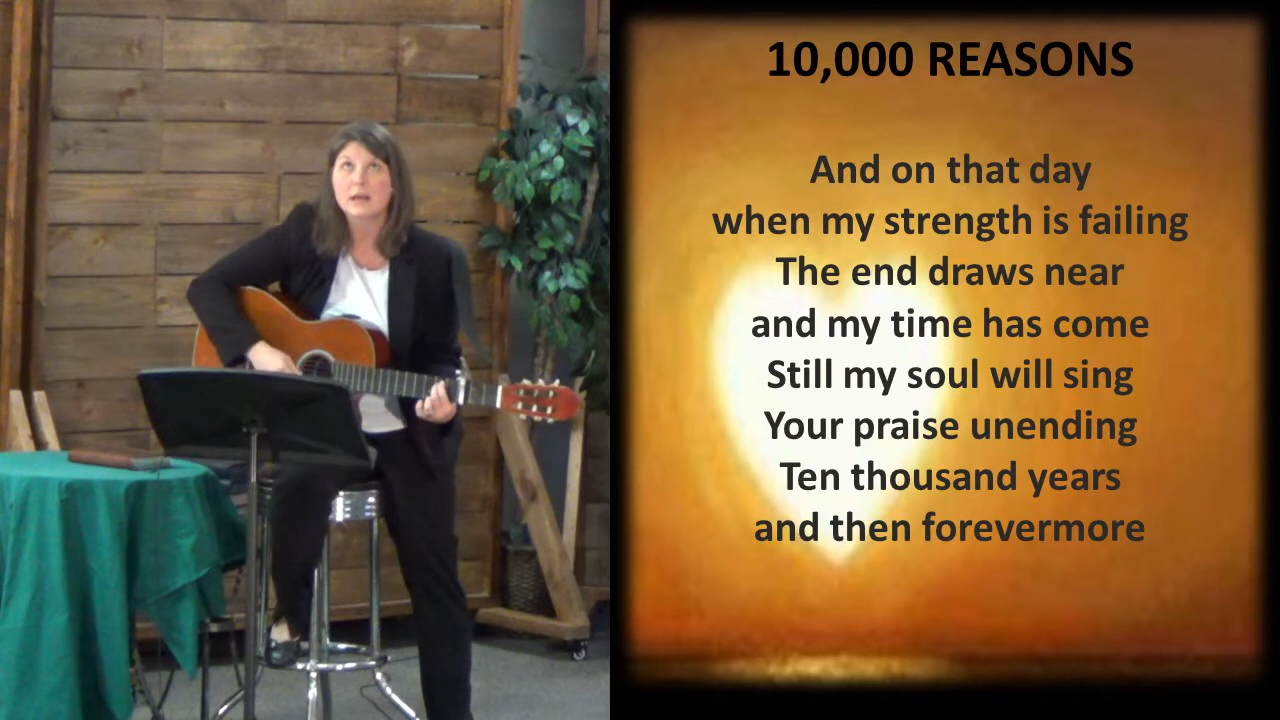 10,000 REASONS
And on that day
when my strength is failing
The end draws near
and my time has come
Still my soul will sing
Your praise unending
Ten thousand years
and then forevermore